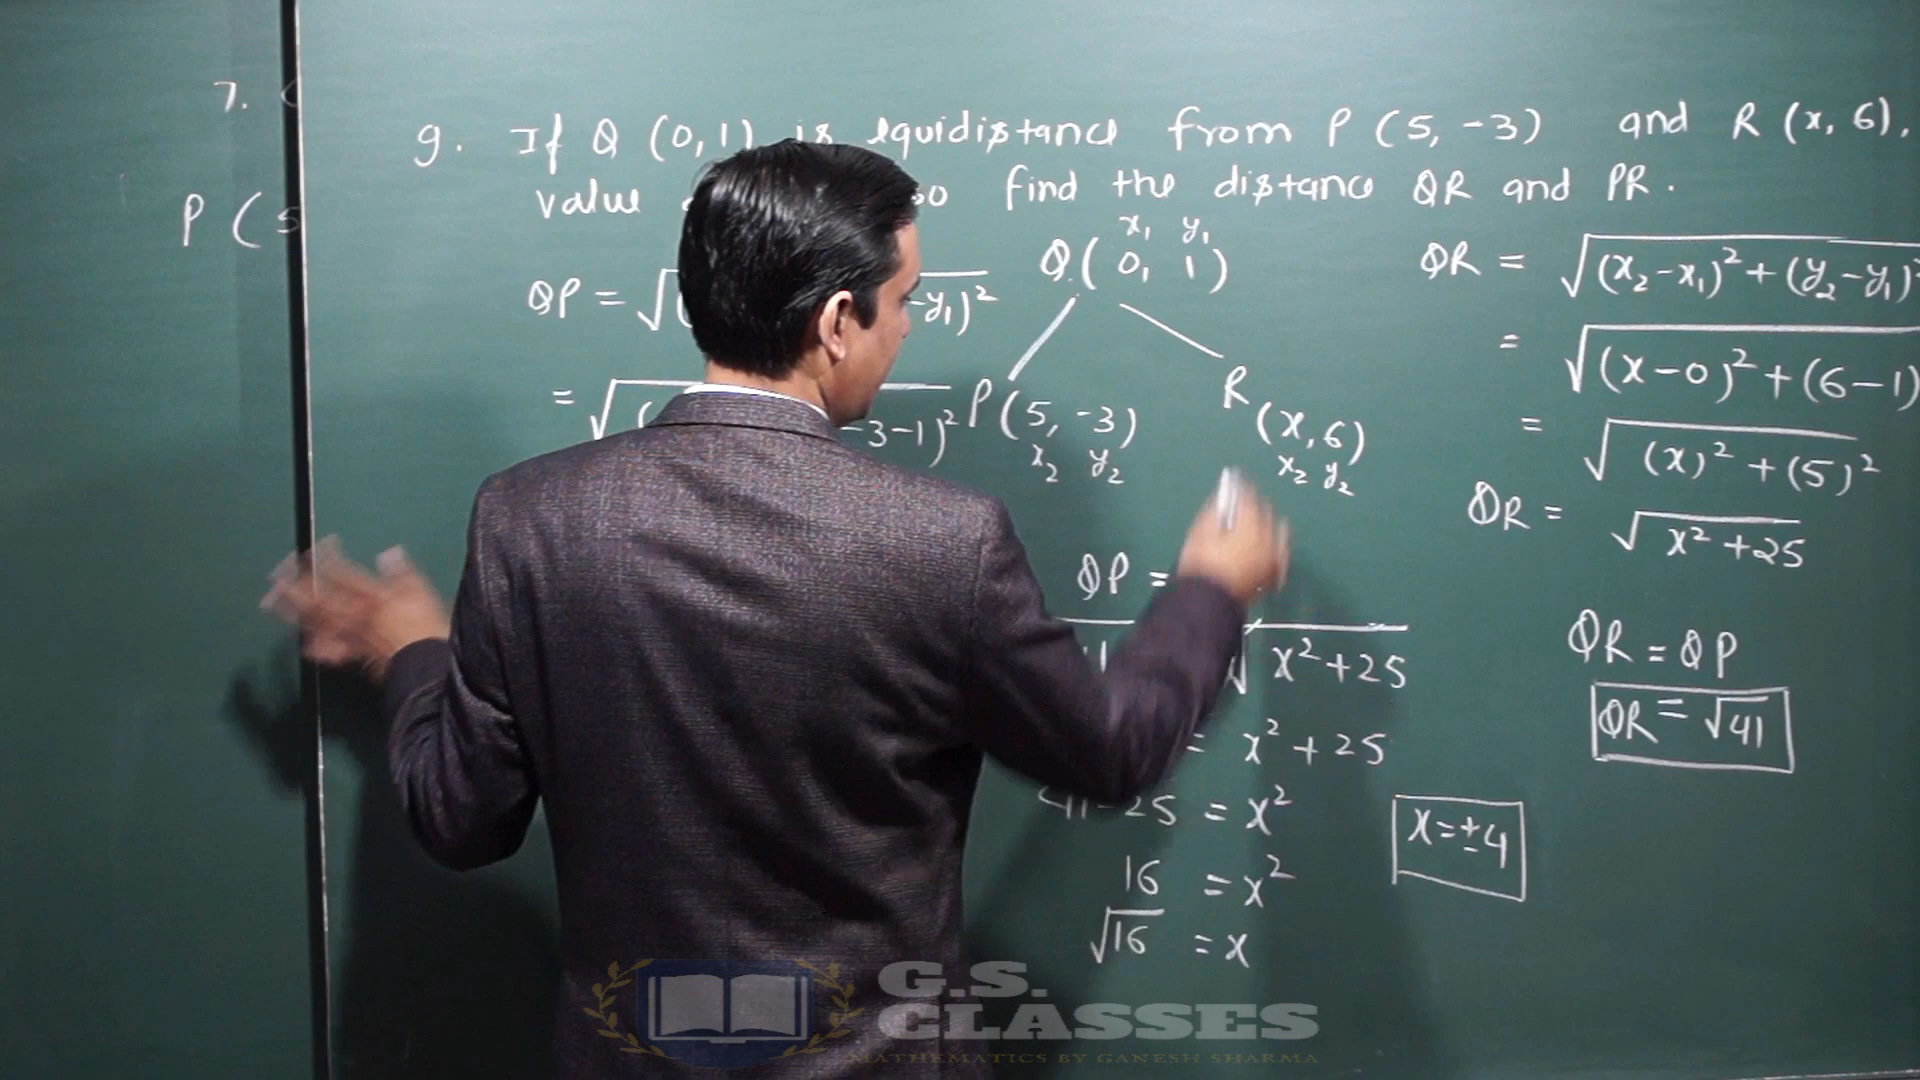 7.
P (5
9. If Q (0,1) is equidistance from P (5, -3) and R (x, 6),
value find the distance QR and PR.
x₁ y₁
Q ( 0, 1)
QP = √ -y₁)²
= √( -3-1)²
P (5, -3)
x₂ y₂
R (x, 6)
x₂ y₂
QP =
√x²+25
= x² + 25
41-25 = x²
16 = x²
√16 = x
x = ±4
QR = √(x₂-x₁)² + (y₂-y₁)²
= √(x-0)² + (6-1)
= √(x)² + (5)²
QR = √x² + 25
QR = QP
QR = √41
G.S.
CLASSES
MATHEMATICS BY GANESH SHARMA